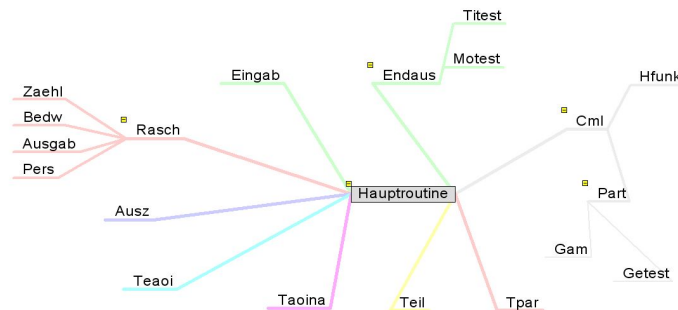 Titest
Motest
Endaus
Eingab
Hfunk
Zaehl
Bedw
Ausgab
Pers
Rasch
Cml
Hauptroutine
Part
Ausz
Gam
Getest
Teaoi
Taoina
Teil
Tpar